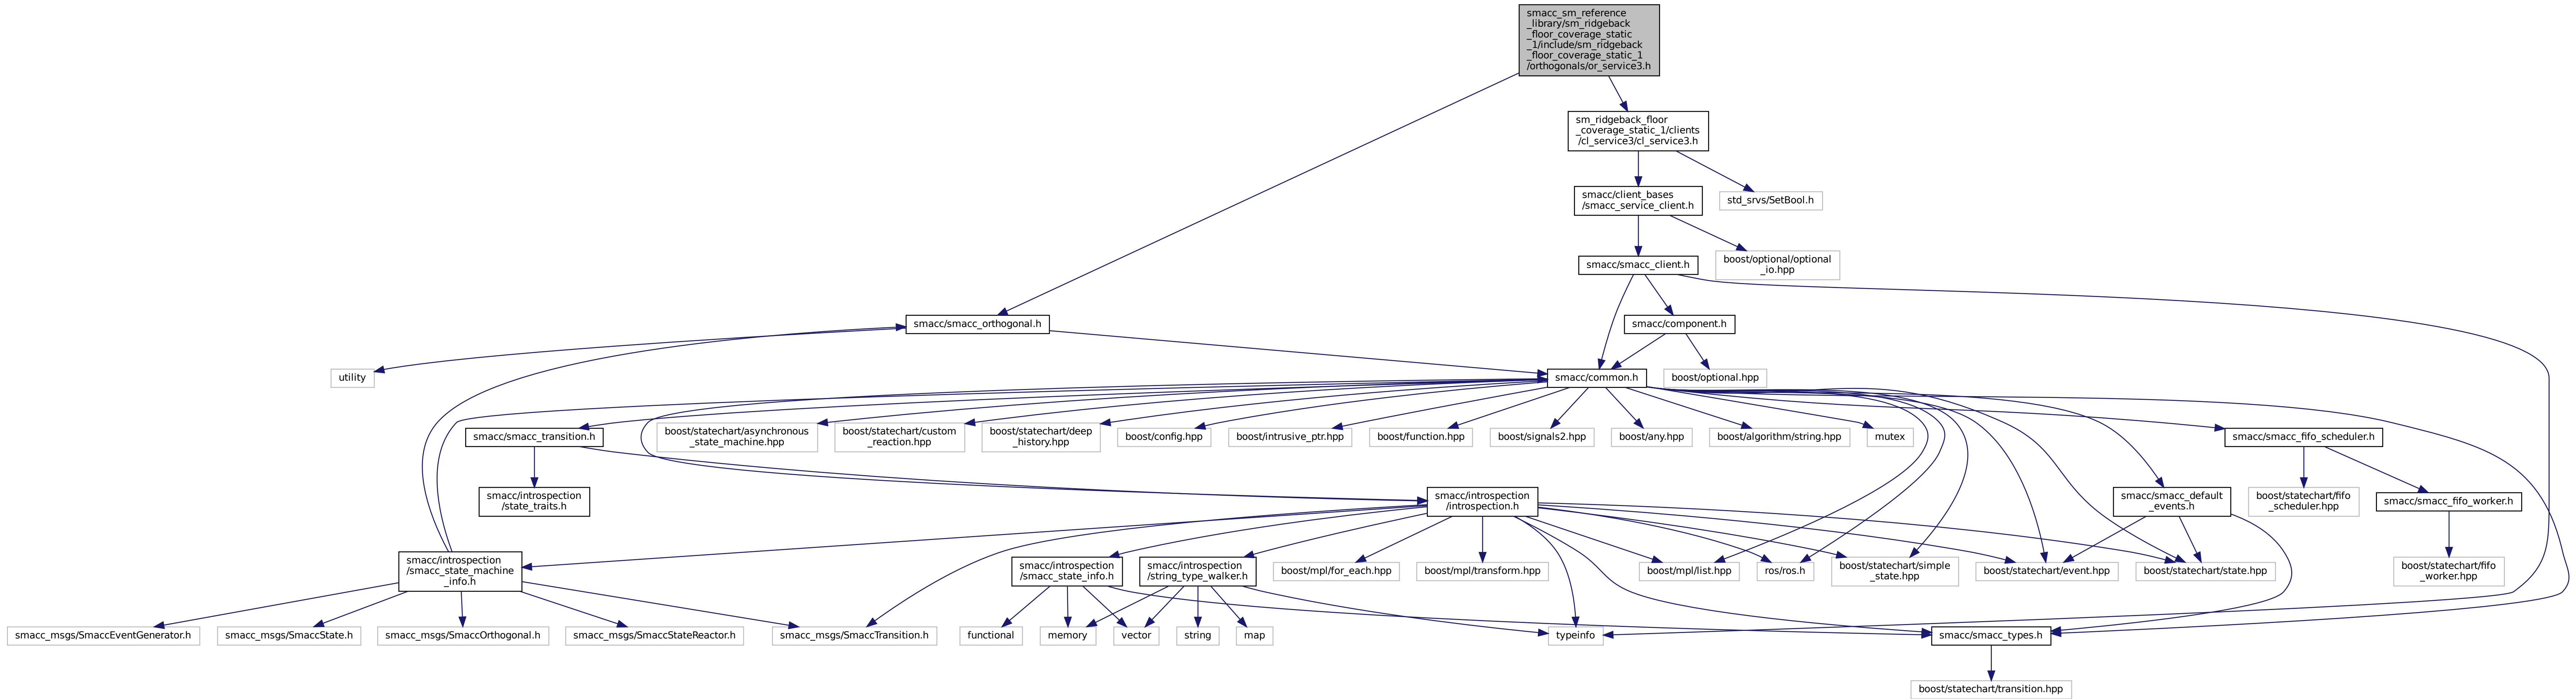 smacc_sm_reference
_library/sm_ridgeback
_floor_coverage_static
_1/include/sm_ridgeback
_floor_coverage_static_1
/orthogonals/or_service3.h
sm_ridgeback_floor
_coverage_static_1/clients
/cl_service3/cl_service3.h
smacc/client_bases
/smacc_service_client.h
std_srvs/SetBool.h
smacc/smacc_client.h
boost/optional/optional
_io.hpp
smacc/smacc_orthogonal.h
smacc/component.h
utility
smacc/common.h
boost/optional.hpp
smacc/smacc_transition.h
boost/statechart/asynchronous
_state_machine.hpp
boost/statechart/custom
_reaction.hpp
boost/statechart/deep
_history.hpp
boost/config.hpp
boost/intrusive_ptr.hpp
boost/function.hpp
boost/signals2.hpp
boost/any.hpp
boost/algorithm/string.hpp
mutex
smacc/smacc_fifo_scheduler.h
smacc/introspection
/state_traits.h
smacc/introspection
/introspection.h
smacc/smacc_default
_events.h
boost/statechart/fifo
_scheduler.hpp
smacc/smacc_fifo_worker.h
smacc/introspection
/smacc_state_machine
_info.h
smacc/introspection
/smacc_state_info.h
smacc/introspection
/string_type_walker.h
boost/mpl/for_each.hpp
boost/mpl/transform.hpp
boost/mpl/list.hpp
ros/ros.h
boost/statechart/simple
_state.hpp
boost/statechart/event.hpp
boost/statechart/state.hpp
boost/statechart/fifo
_worker.hpp
smacc_msgs/SmaccEventGenerator.h
smacc_msgs/SmaccState.h
smacc_msgs/SmaccOrthogonal.h
smacc_msgs/SmaccStateReactor.h
smacc_msgs/SmaccTransition.h
functional
memory
vector
string
map
typeinfo
smacc/smacc_types.h
boost/statechart/transition.hpp